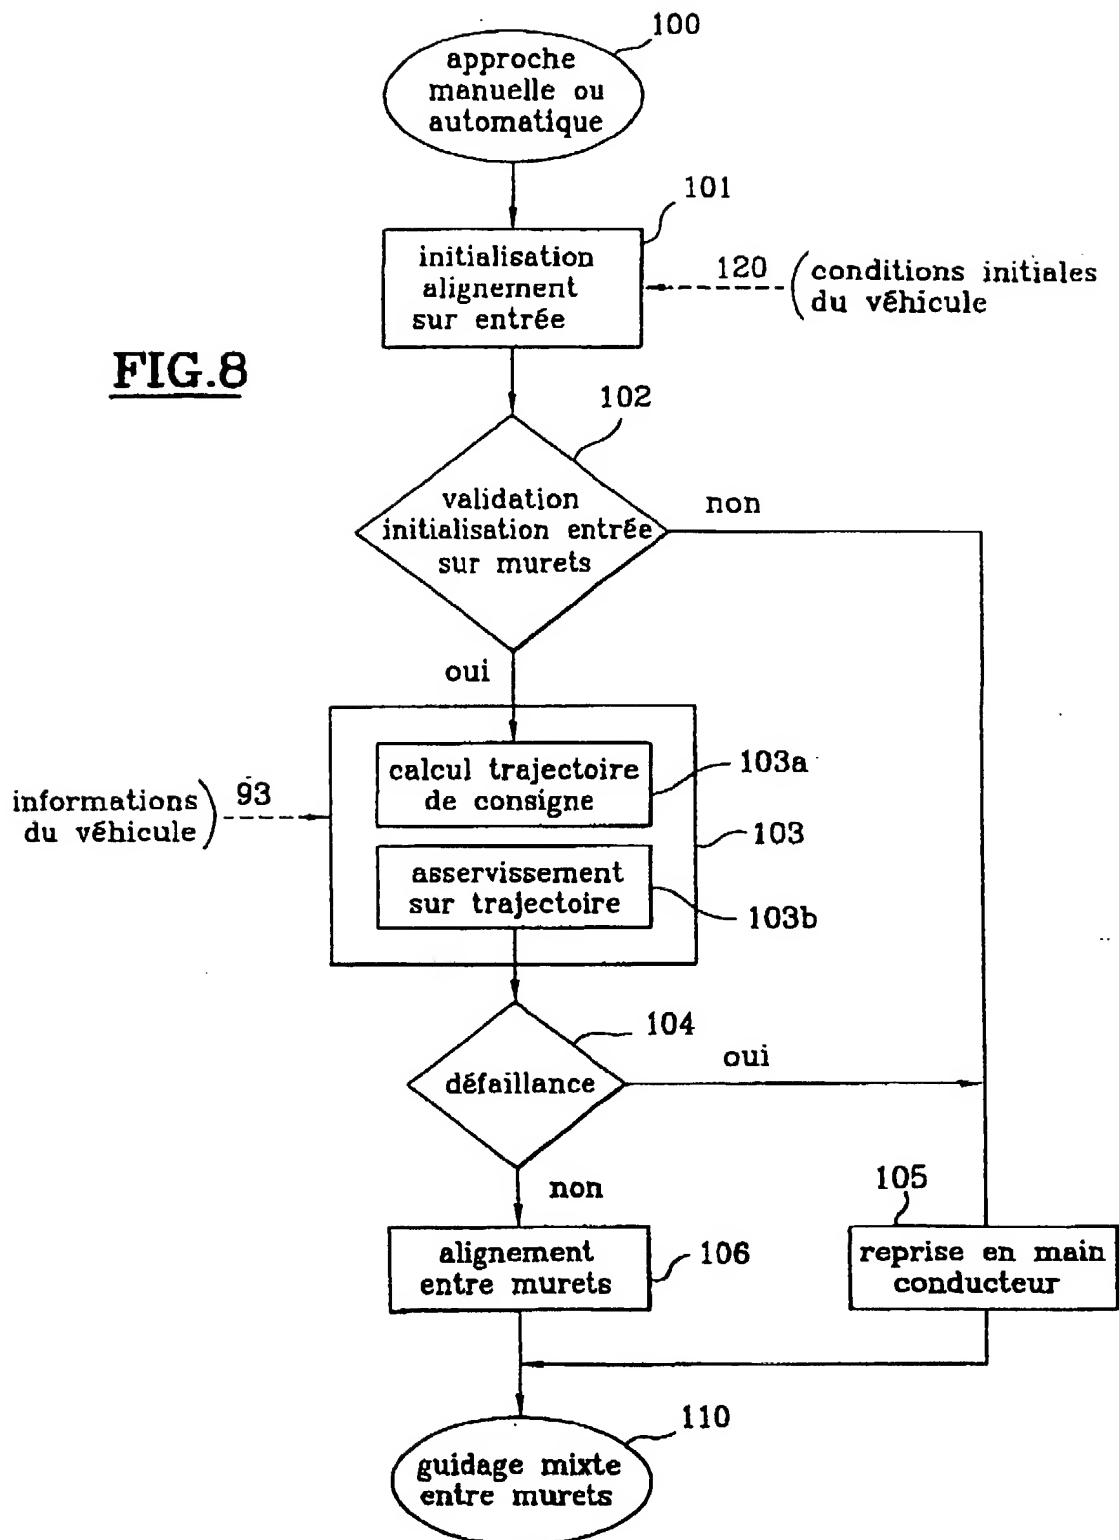 100
approche
manuelle ou
automatique
101
initialisation
alignement
sur entrée
120
conditions initiales
du véhicule
FIG.8
102
validation
initialisation entrée
sur murets
non
oui
informations
du véhicule
93
calcul trajectoire
de consigne
103a
103
asservissement
sur trajectoire
103b
104
défaillance
oui
non
105
alignement
entre murets
106
reprise en main
conducteur
110
guidage mixte
entre murets